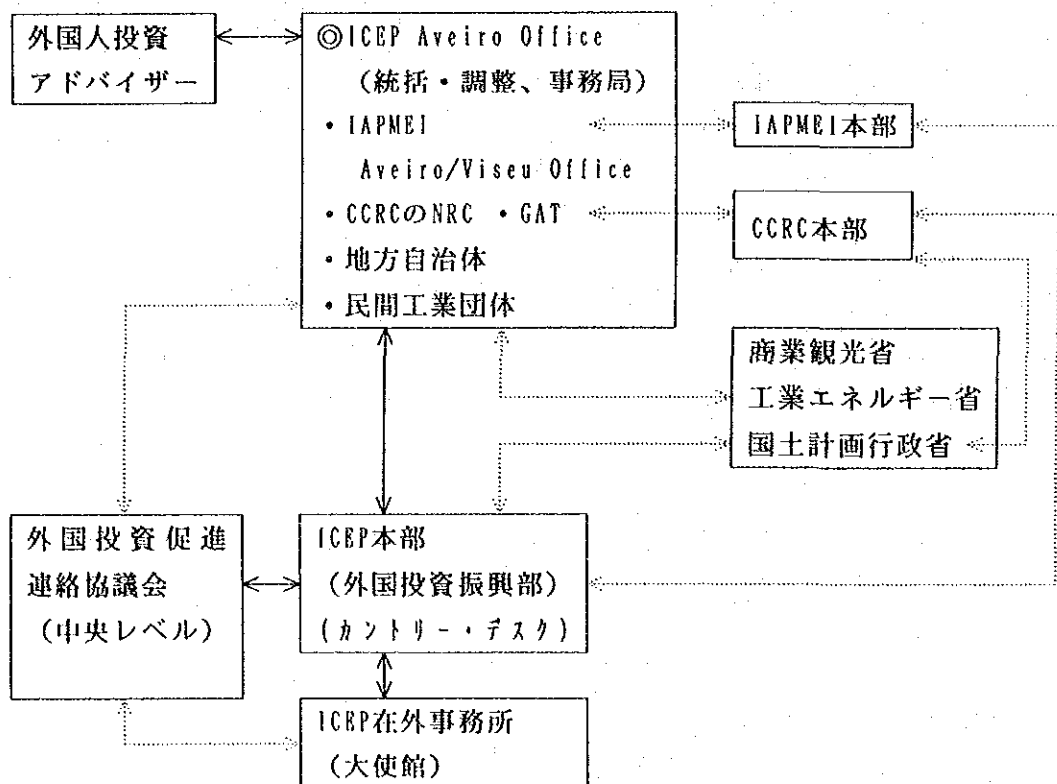 外国人投資
アドバイザー
◎ICEP Aveiro Office
(統括・調整、事務局)
・IAPMEI
Aveiro/Viseu Office
・CCRCのNRC ・GAT
・地方自治体
・民間工業団体
IAPMEI本部
CCRC本部
商業観光省
工業エネルギー省
国土計画行政省
外国投資促進
連絡協議会
(中央レベル)
ICEP本部
(外国投資振興部)
(カントリー・デスク)
ICEP在外事務所
(大使館)